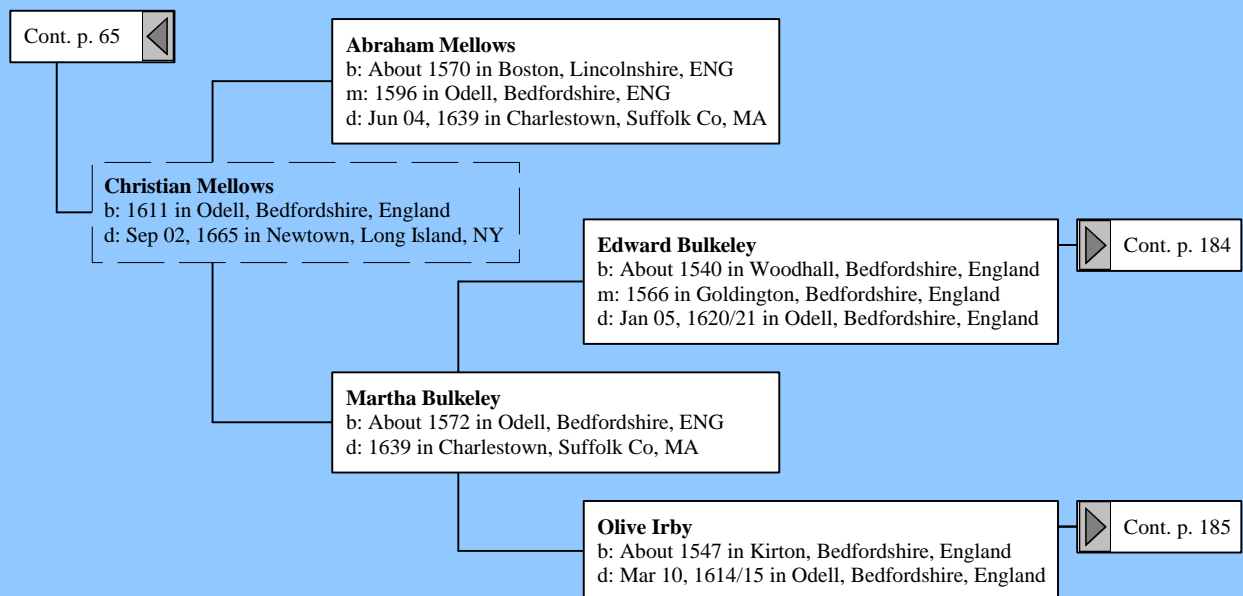 Cont. p. 65
Abraham Mellows
b: About 1570 in Boston, Lincolnshire, ENG
m: 1596 in Odell, Bedfordshire, ENG
d: Jun 04, 1639 in Charlestown, Suffolk Co, MA
Christian Mellows
b: 1611 in Odell, Bedfordshire, England
d: Sep 02, 1665 in Newtown, Long Island, NY
Edward Bulkeley
b: About 1540 in Woodhall, Bedfordshire, England
m: 1566 in Goldington, Bedfordshire, England
d: Jan 05, 1620/21 in Odell, Bedfordshire, England
Cont. p. 184
Martha Bulkeley
b: About 1572 in Odell, Bedfordshire, ENG
d: 1639 in Charlestown, Suffolk Co, MA
Olive Irby
b: About 1547 in Kirton, Bedfordshire, England
d: Mar 10, 1614/15 in Odell, Bedfordshire, England
Cont. p. 185